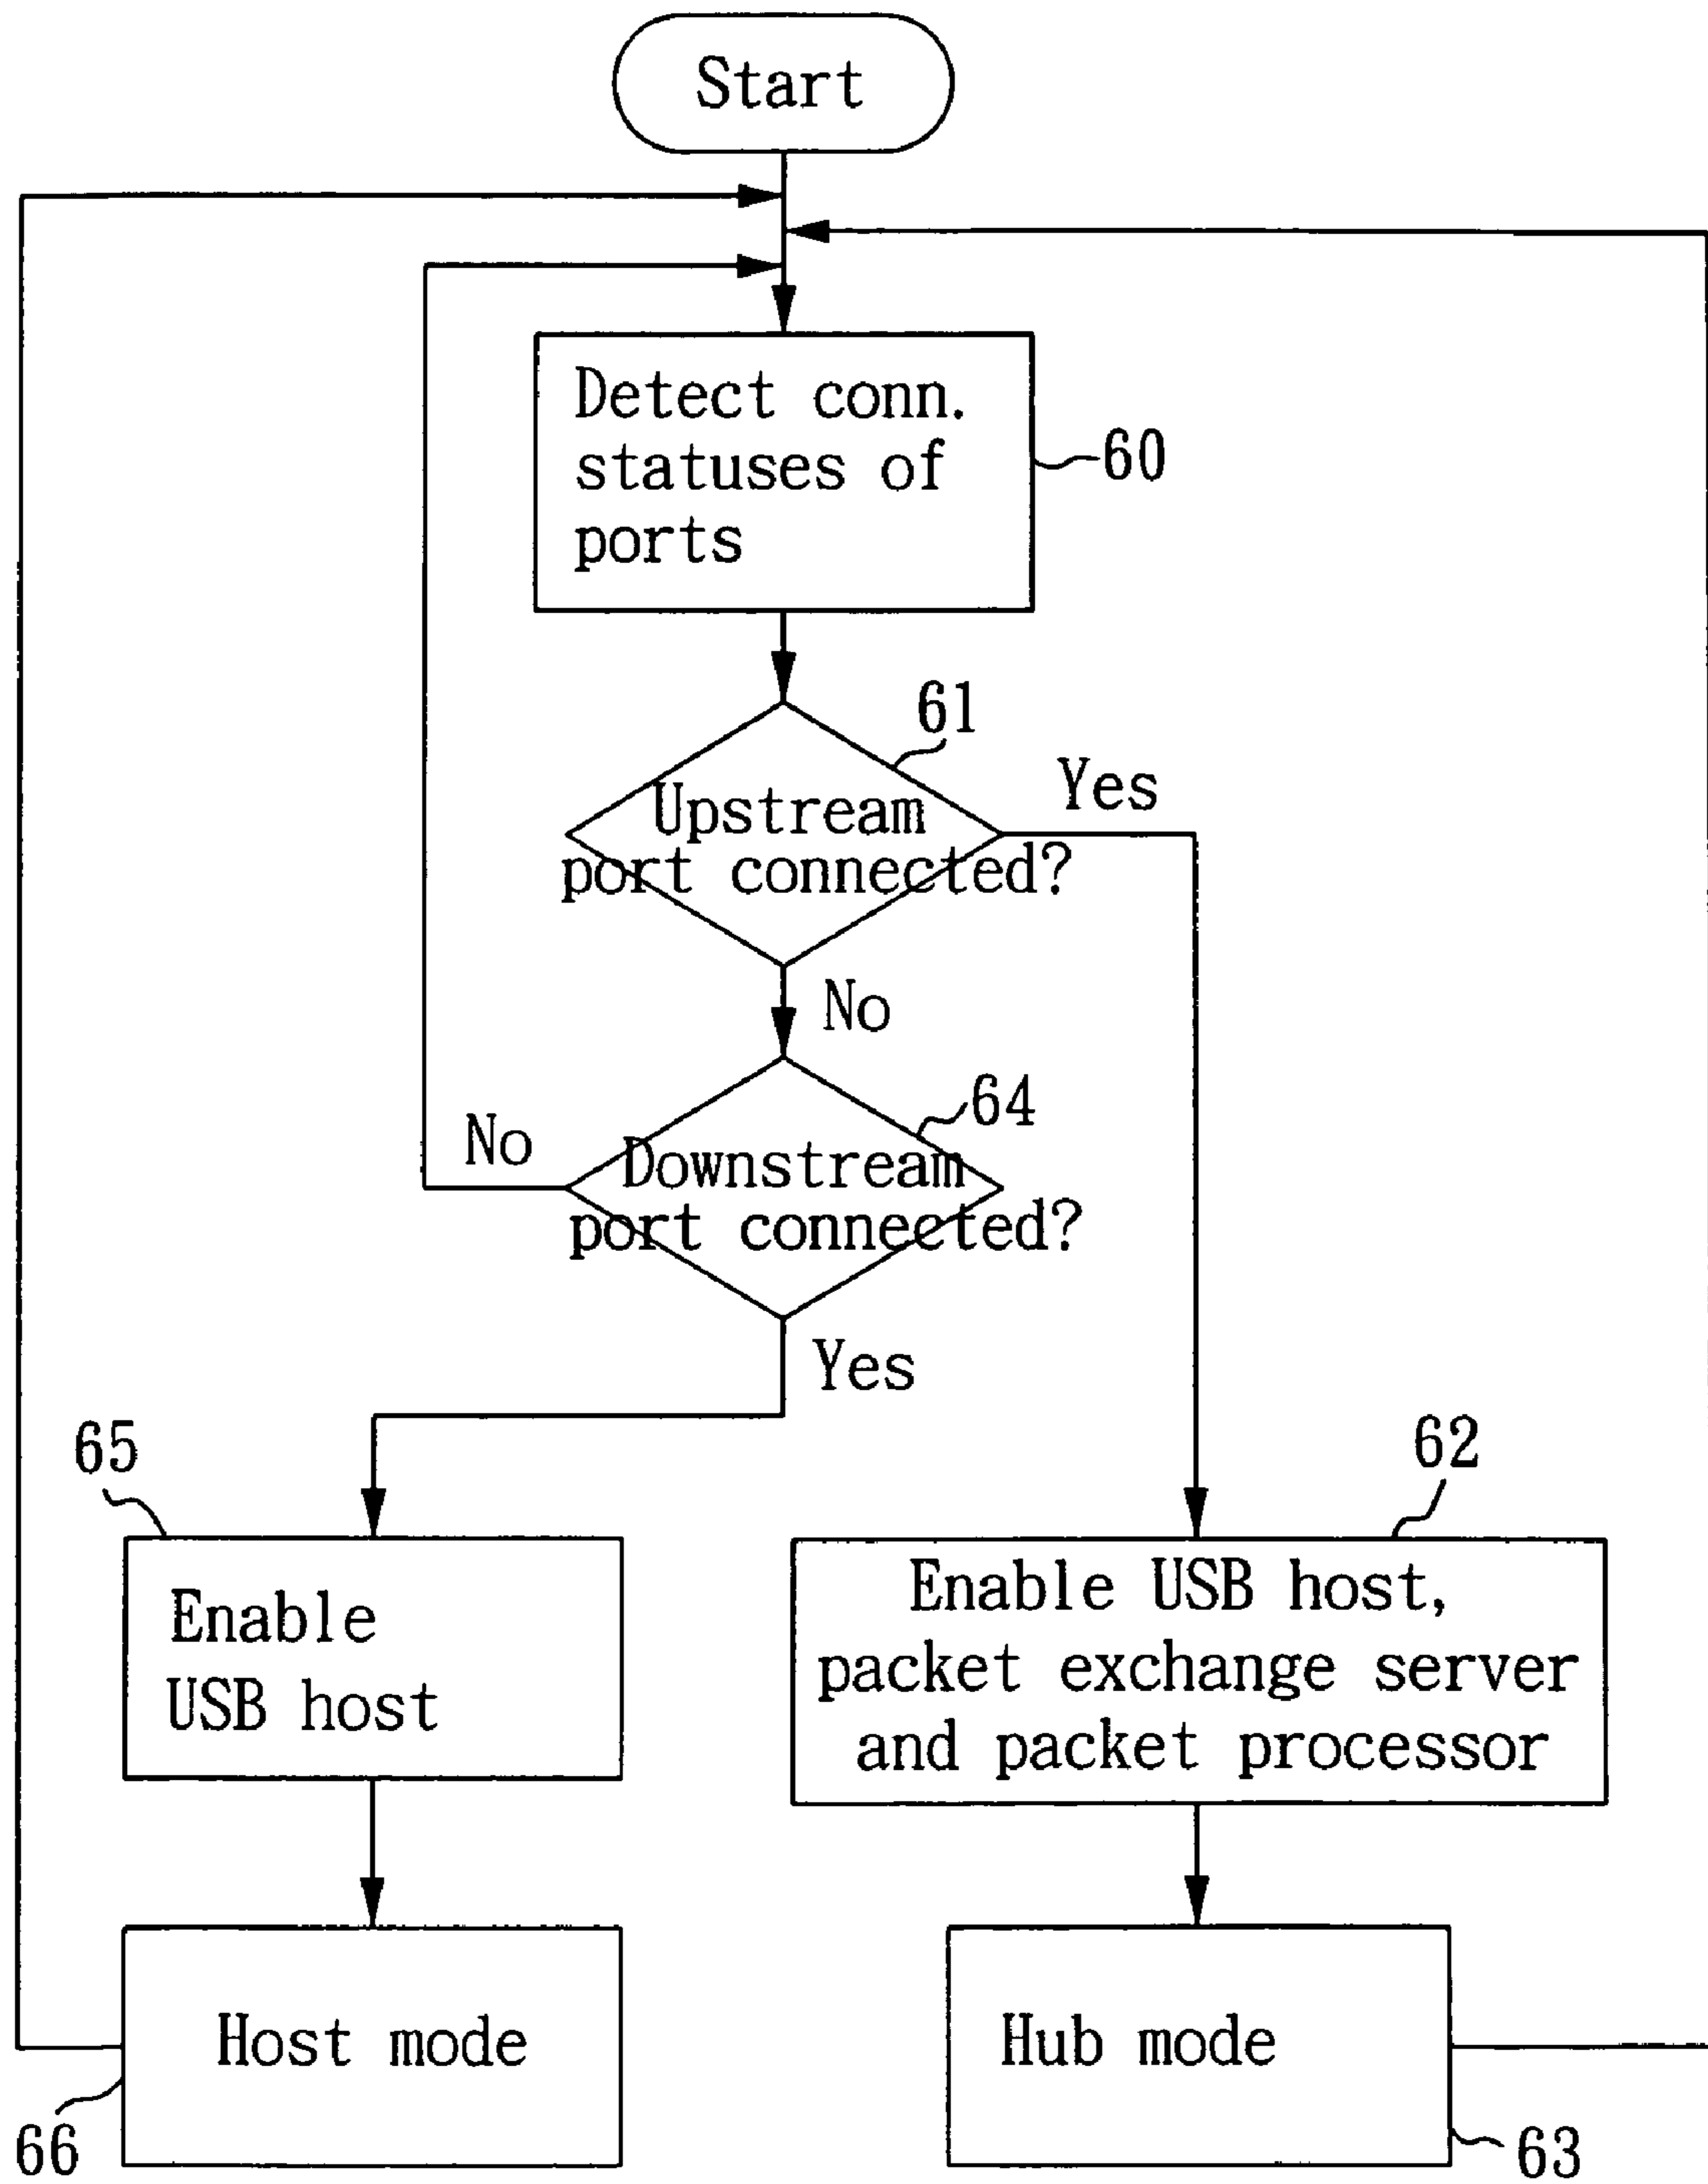 Start
Detect conn.
statuses of
ports
60
61
Yes
Upstream
port connected?
No
64
No
Downstream
port connected?
Yes
65
62
Enable
USB host
Enable USB host,
packet exchange server
and packet processor
Host mode
Hub mode
66
63